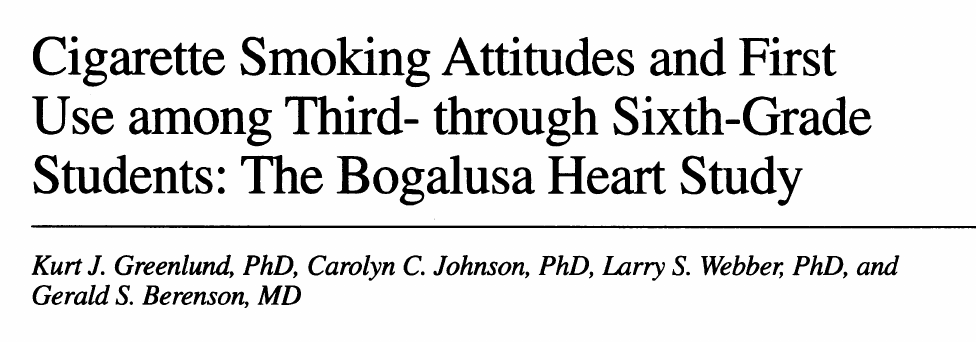 Cigarette Smoking Attitudes and First
Use among Third- through Sixth-Grade
Students: The Bogalusa Heart Study
Kurt J. Greenlund, PhD, Carolyn C. Johnson, PhD, Larry S. Webber, PhD, and
Gerald S. Berenson, MD